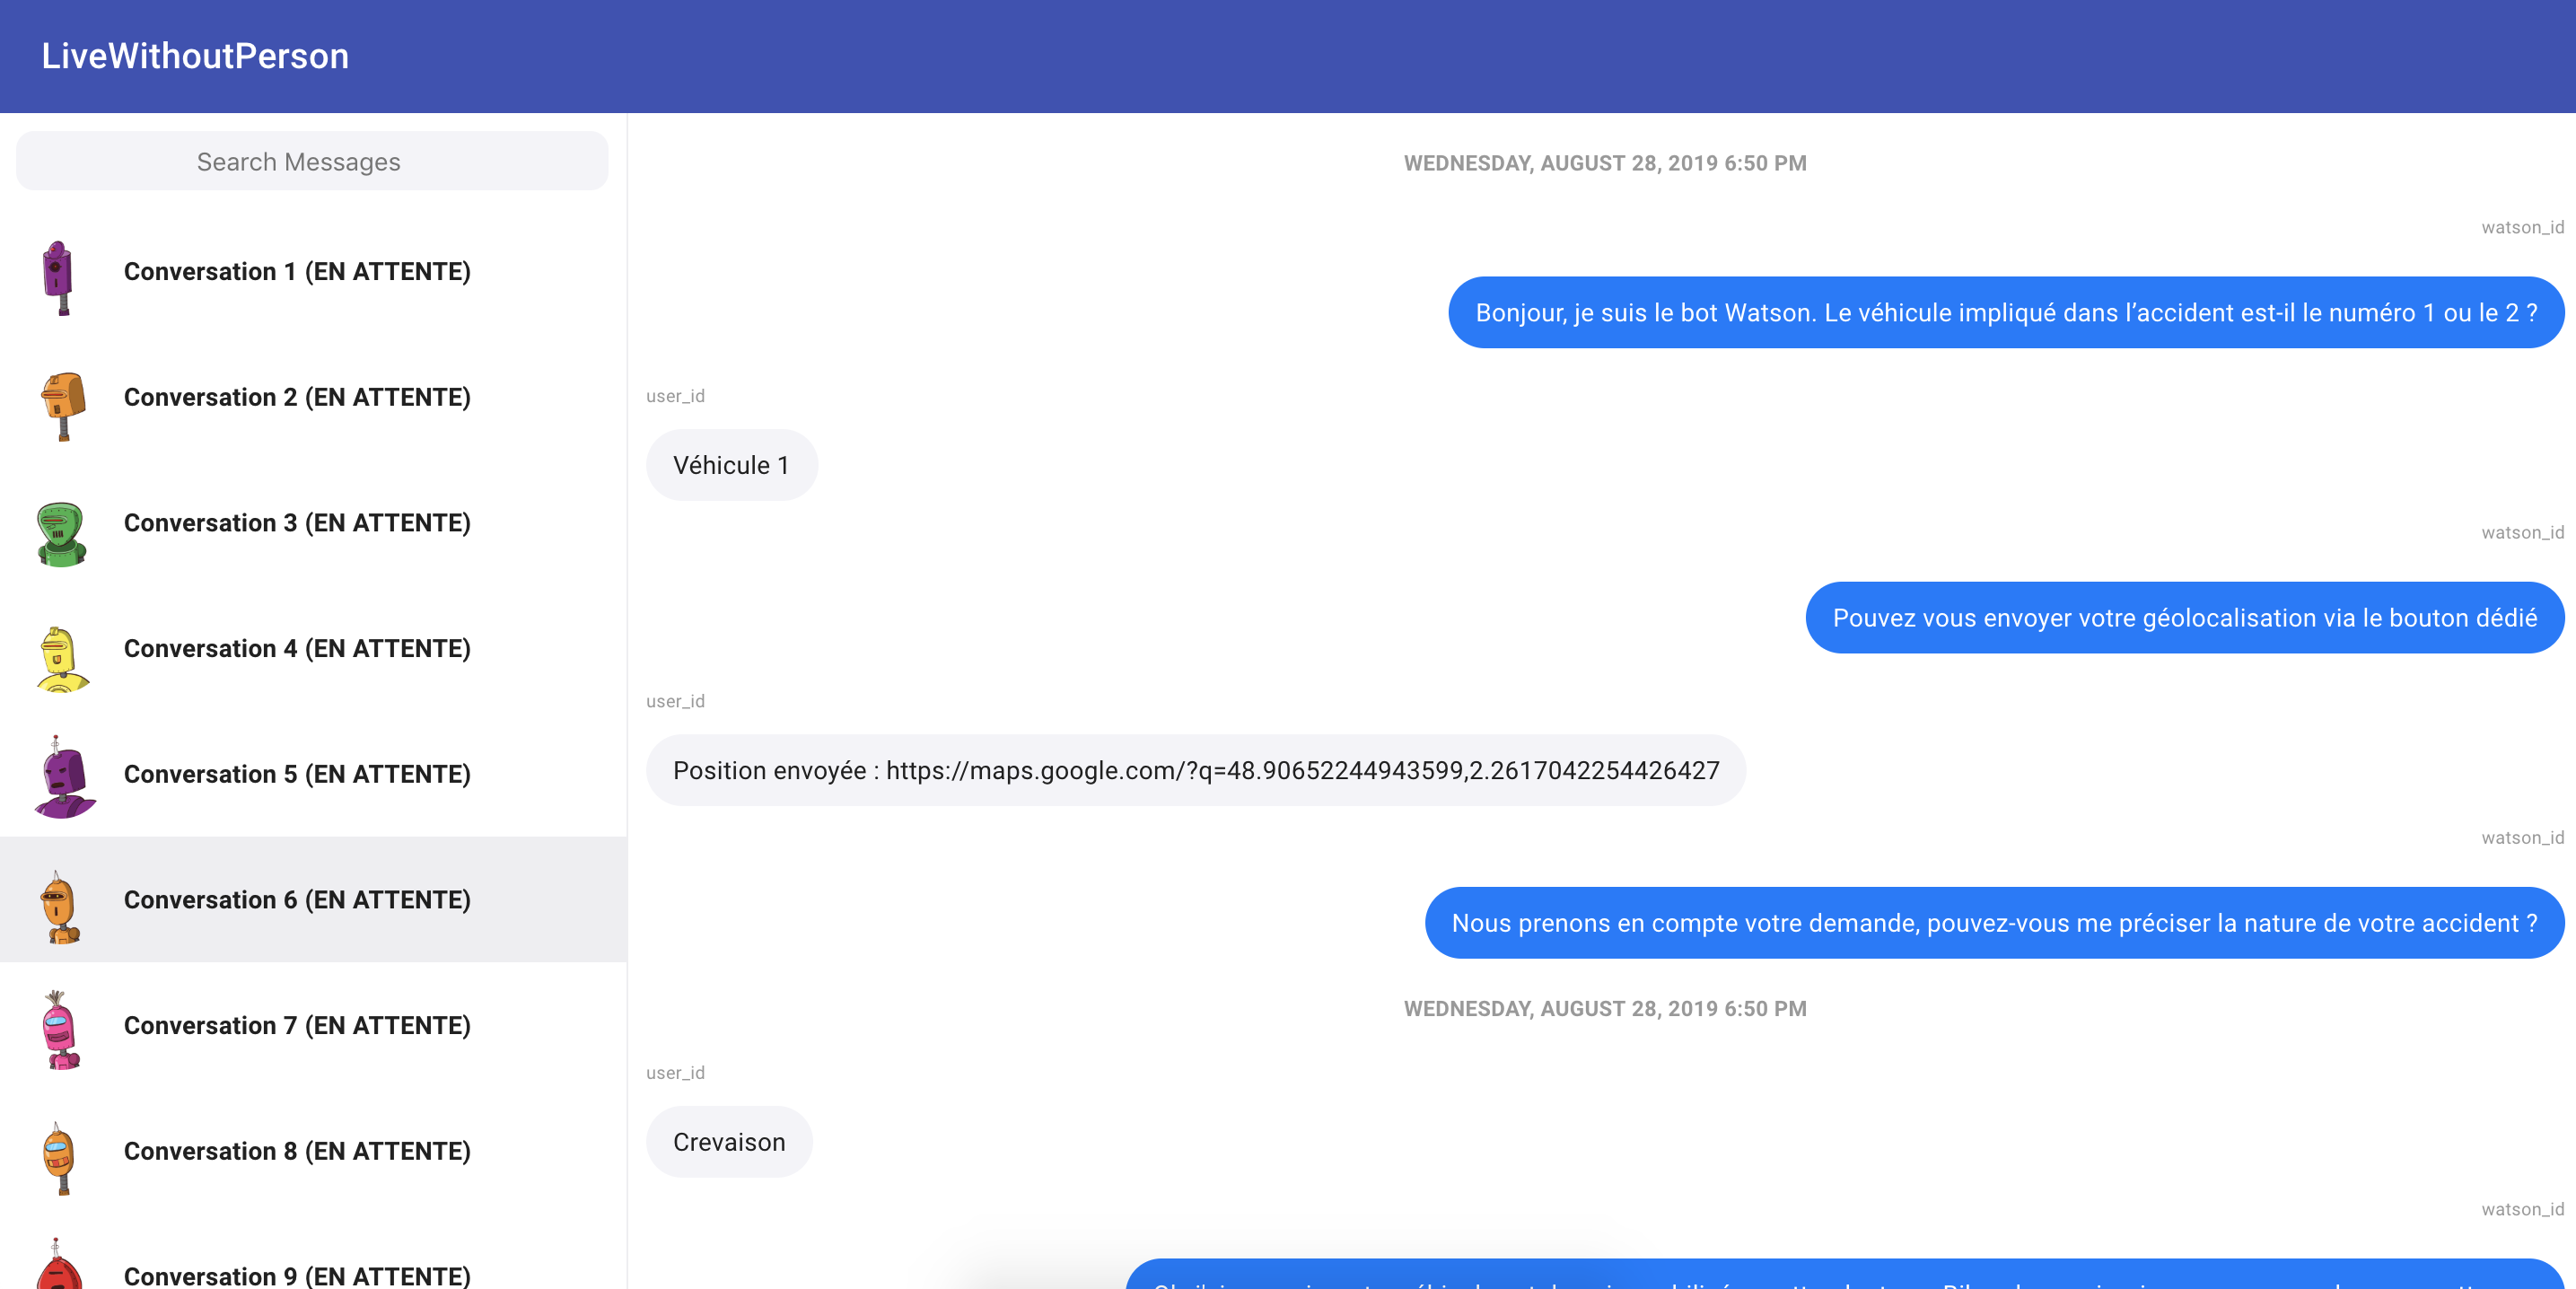 LiveWithoutPerson
Search Messages
Conversation 1 (EN ATTENTE)
Conversation 2 (EN ATTENTE)
Conversation 3 (EN ATTENTE)
Conversation 4 (EN ATTENTE)
Conversation 5 (EN ATTENTE)
Conversation 6 (EN ATTENTE)
Conversation 7 (EN ATTENTE)
Conversation 8 (EN ATTENTE)
Conversation 9 (EN ATTENTE)
WEDNESDAY, AUGUST 28, 2019 6:50 PM
watson_id
Bonjour, je suis le bot Watson. Le véhicule impliqué dans l’accident est-il le numéro 1 ou le 2 ?
user_id
Véhicule 1
watson_id
Pouvez vous envoyer votre géolocalisation via le bouton dédié
user_id
Position envoyée : https://maps.google.com/?q=48.90652244943599,2.2617042254426427
watson_id
Nous prenons en compte votre demande, pouvez-vous me préciser la nature de votre accident ?
WEDNESDAY, AUGUST 28, 2019 6:50 PM
user_id
Crevaison
watson_id